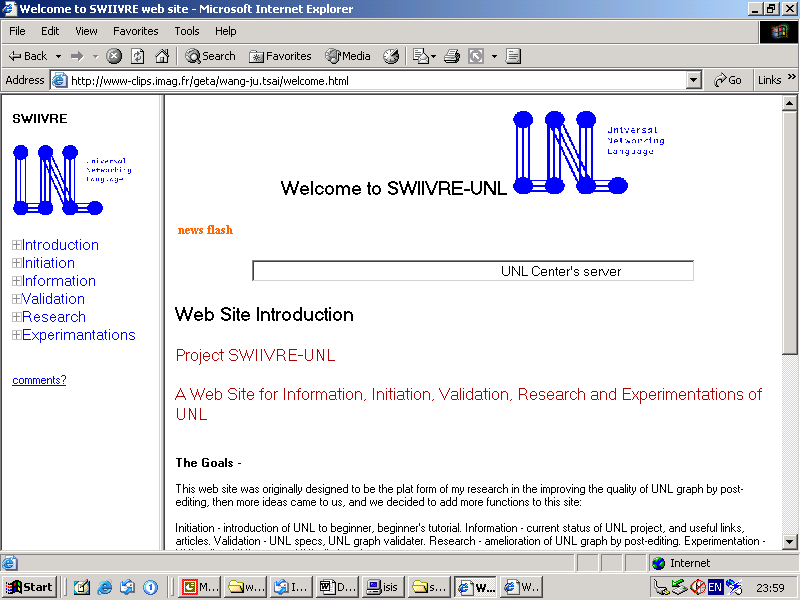 Welcome to SWIIVRE web site - Microsoft Internet Explorer
File Edit View Favorites Tools Help
Back Search Favorites Media
Address http://www-clips.imag.fr/geta/wang-ju.tsai/welcome.html Go Links »
SWIIVRE
Universal
Networking
Language
Introduction
Initiation
Information
Validation
Research
Experimantations
comments?
Universal
Networking
Language
Welcome to SWIIVRE-UNL
news flash
UNL Center's server
Web Site Introduction
Project SWIIVRE-UNL
A Web Site for Information, Initiation, Validation, Research and Experimentations of
UNL
The Goals -
This web site was originally designed to be the plat form of my research in the improving the quality of UNL graph by post-
editing, then more ideas came to us, and we decided to add more functions to this site:
Initiation - introduction of UNL to beginner, beginner's tutorial. Information - current status of UNL project, and useful links,
articles. Validation - UNL specs, UNL graph validater. Research - amelioration of UNL graph by post-editing. Experimentation -
Internet
Start M... w... I... D... isis s... W... W.. EN 23:59